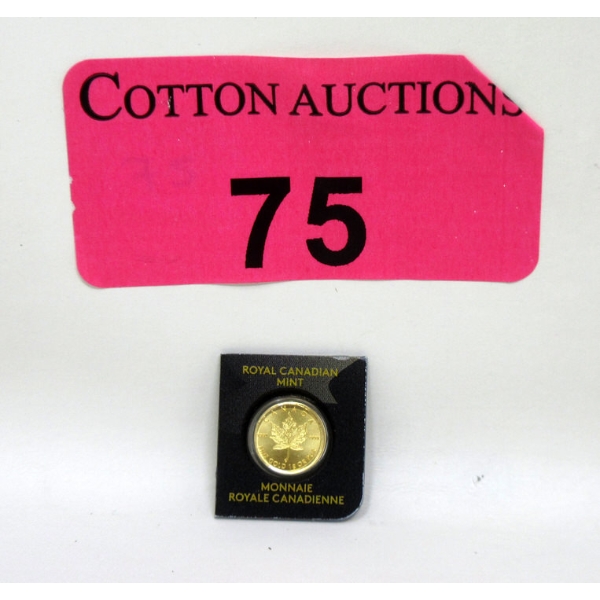 COTTON AUCTIONS
75
ROYAL CANADIAN
MINT
MONNAIE
ROYALE CANADIENNE